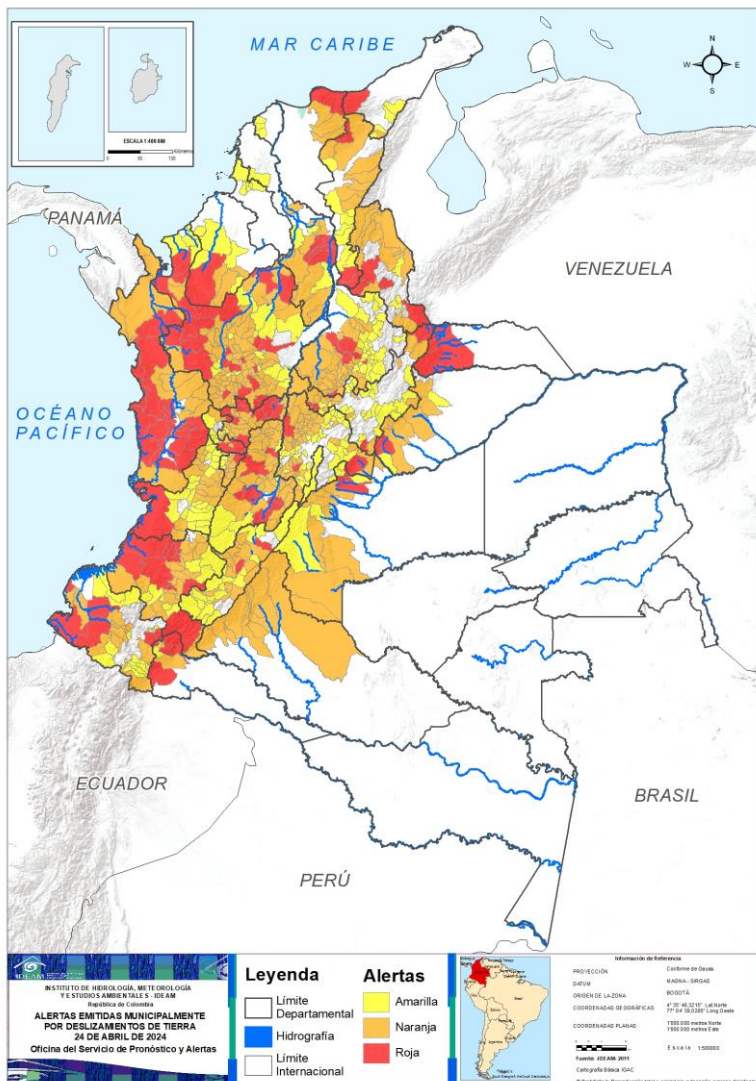 MAR CARIBE
N
W E
S
ESCALA 1:400.000
PANAMÁ
VENEZUELA
OCÉANO
PACÍFICO
ECUADOR
BRASIL
PERÚ
IDEAM
INSTITUTO DE HIDROLOGÍA, METEOROLOGÍA
Y ESTUDIOS AMBIENTALES - IDEAM
República de Colombia
ALERTAS EMITIDAS MUNICIPALMENTE
POR DESLIZAMIENTOS DE TIERRA
24 DE ABRIL DE 2024
Oficina del Servicio de Pronóstico y Alertas
Leyenda
Límite
Departamental
Hidrografía
Límite
Internacional
Alertas
Amarilla
Naranja
Roja
Información de Referencia
PROYECCIÓN Conforme de Gauss
DATUM MAGNA - SIRGAS
ORIGEN DE LA ZONA BOGOTÁ
COORDENADAS GEOGRÁFICAS
COORDENADAS PLANAS 1'000.000 metros Norte
1'000.000 metros Este
Escala
Fuente: IDEAM- 2011
Cartografía Básica IGAC